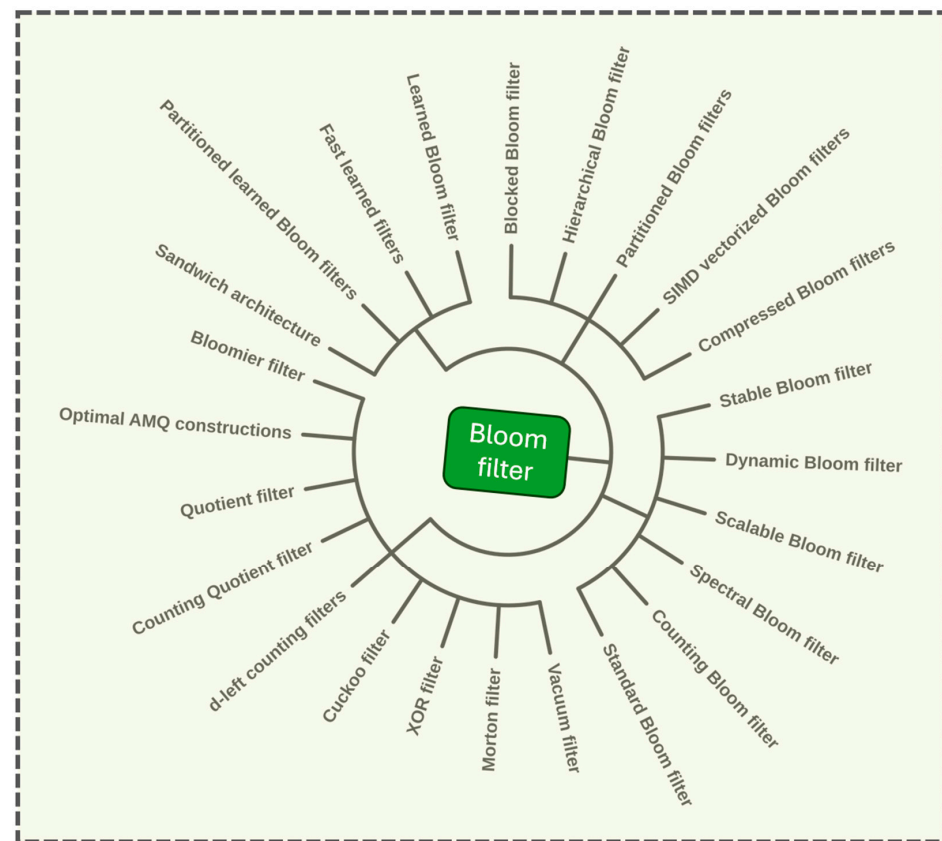 Bloom
filter
Blocked Bloom filter
Hierarchical Bloom filter
Partitioned Bloom filters
SIMD vectorized Bloom filters
Compressed Bloom filters
Stable Bloom filter
Dynamic Bloom filter
Scalable Bloom filter
Spectral Bloom filter
Counting Bloom filter
Standard Bloom filter
Vacuum filter
Morton filter
XOR filter
Cuckoo filter
d-left counting filters
Counting Quotient filter
Quotient filter
Optimal AMQ constructions
Bloomier filter
Sandwich architecture
Partitioned learned Bloom filters
Fast learned filters
Learned Bloom filter